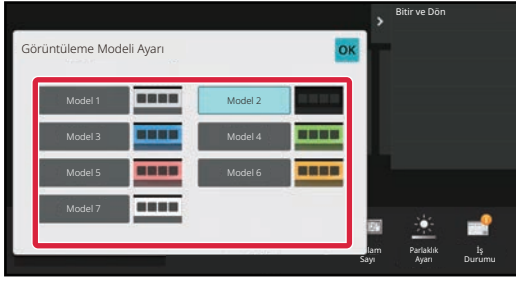 Bitir ve Dön
Görüntüleme Modeli Ayarı
OK
Model 1
Model 2
Model 3
Model 4
Model 5
Model 6
Model 7
Sayı
Parlaklık
Ayarı
İş
Durumu